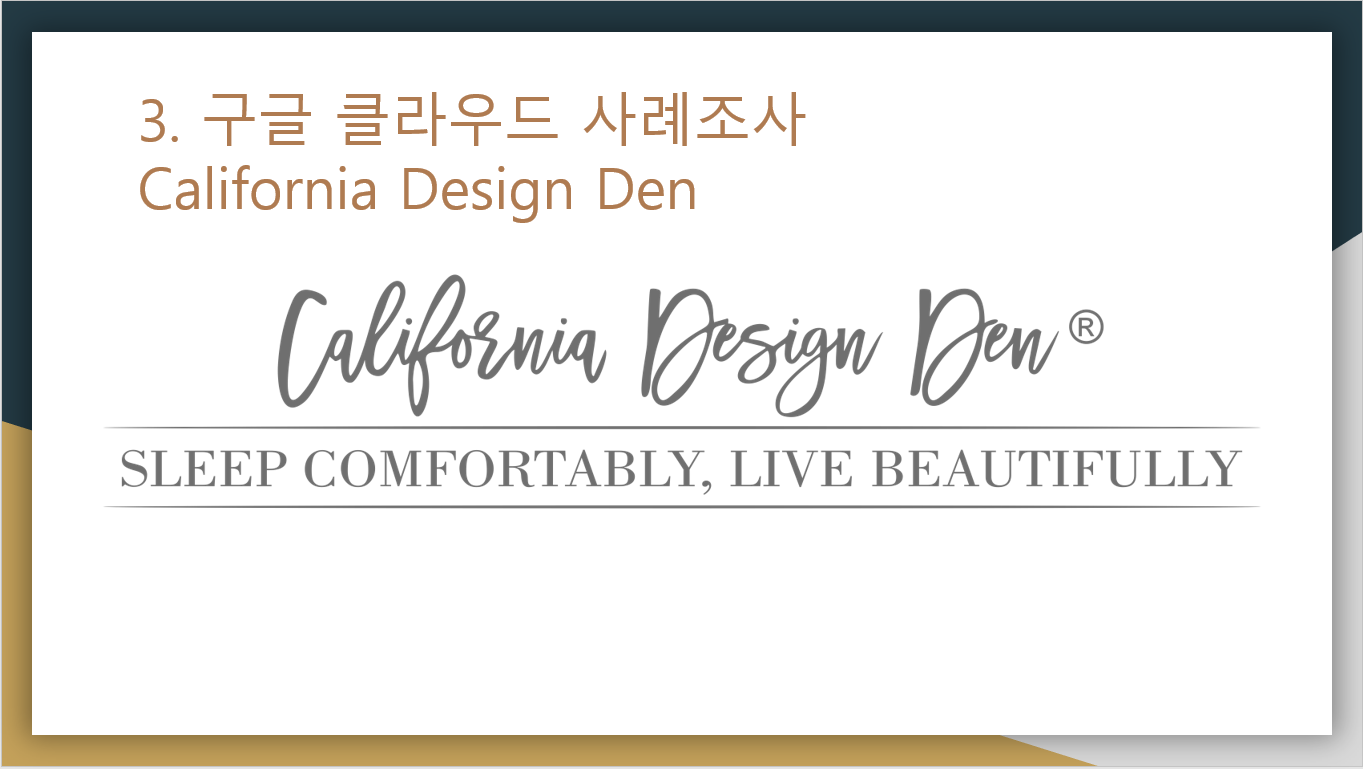 3. 구글 클라우드 사례조사
California Design Den
California Design Den ®
SLEEP COMFORTABLY, LIVE BEAUTIFULLY